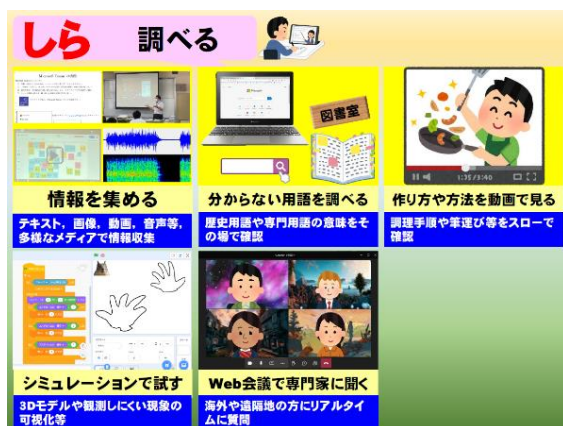 しら 調べる
図書室
1:35/3:40
情報を集める
テキスト，画像，動画，音声等，
多様なメディアで情報収集
分からない用語を調べる
歴史用語や専門用語の意味をそ
の場で確認
作り方や方法を動画で見る
調理手順や筆運び等をスローで
確認
シミュレーションで試す
3Dモデルや観測しにくい現象の
可視化等
Web会議で専門家に聞く
海外や遠隔地の方にリアルタイ
ムに質問